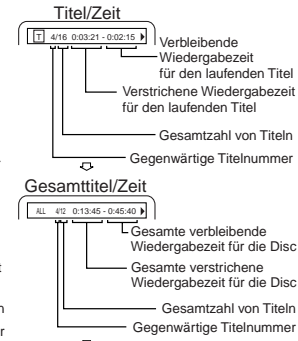 Titel/Zeit
T 4/16 0:03:21 - 0:02:15
Verbleibende
Wiedergabezeit
für den laufenden Titel
Verstrichene Wiedergabezeit
für den laufenden Titel
Gesamtzahl von Titeln
Gegenwärtige Titelnummer
Gesamttitel/Zeit
ALL 4/12 0:13:45 - 0:45:40
Gesamte verbleibende
Wiedergabezeit für die Disc
Gesamte verstrichene
Wiedergabezeit für die Disc
Gesamtzahl von Titeln
Gegenwärtige Titelnummer